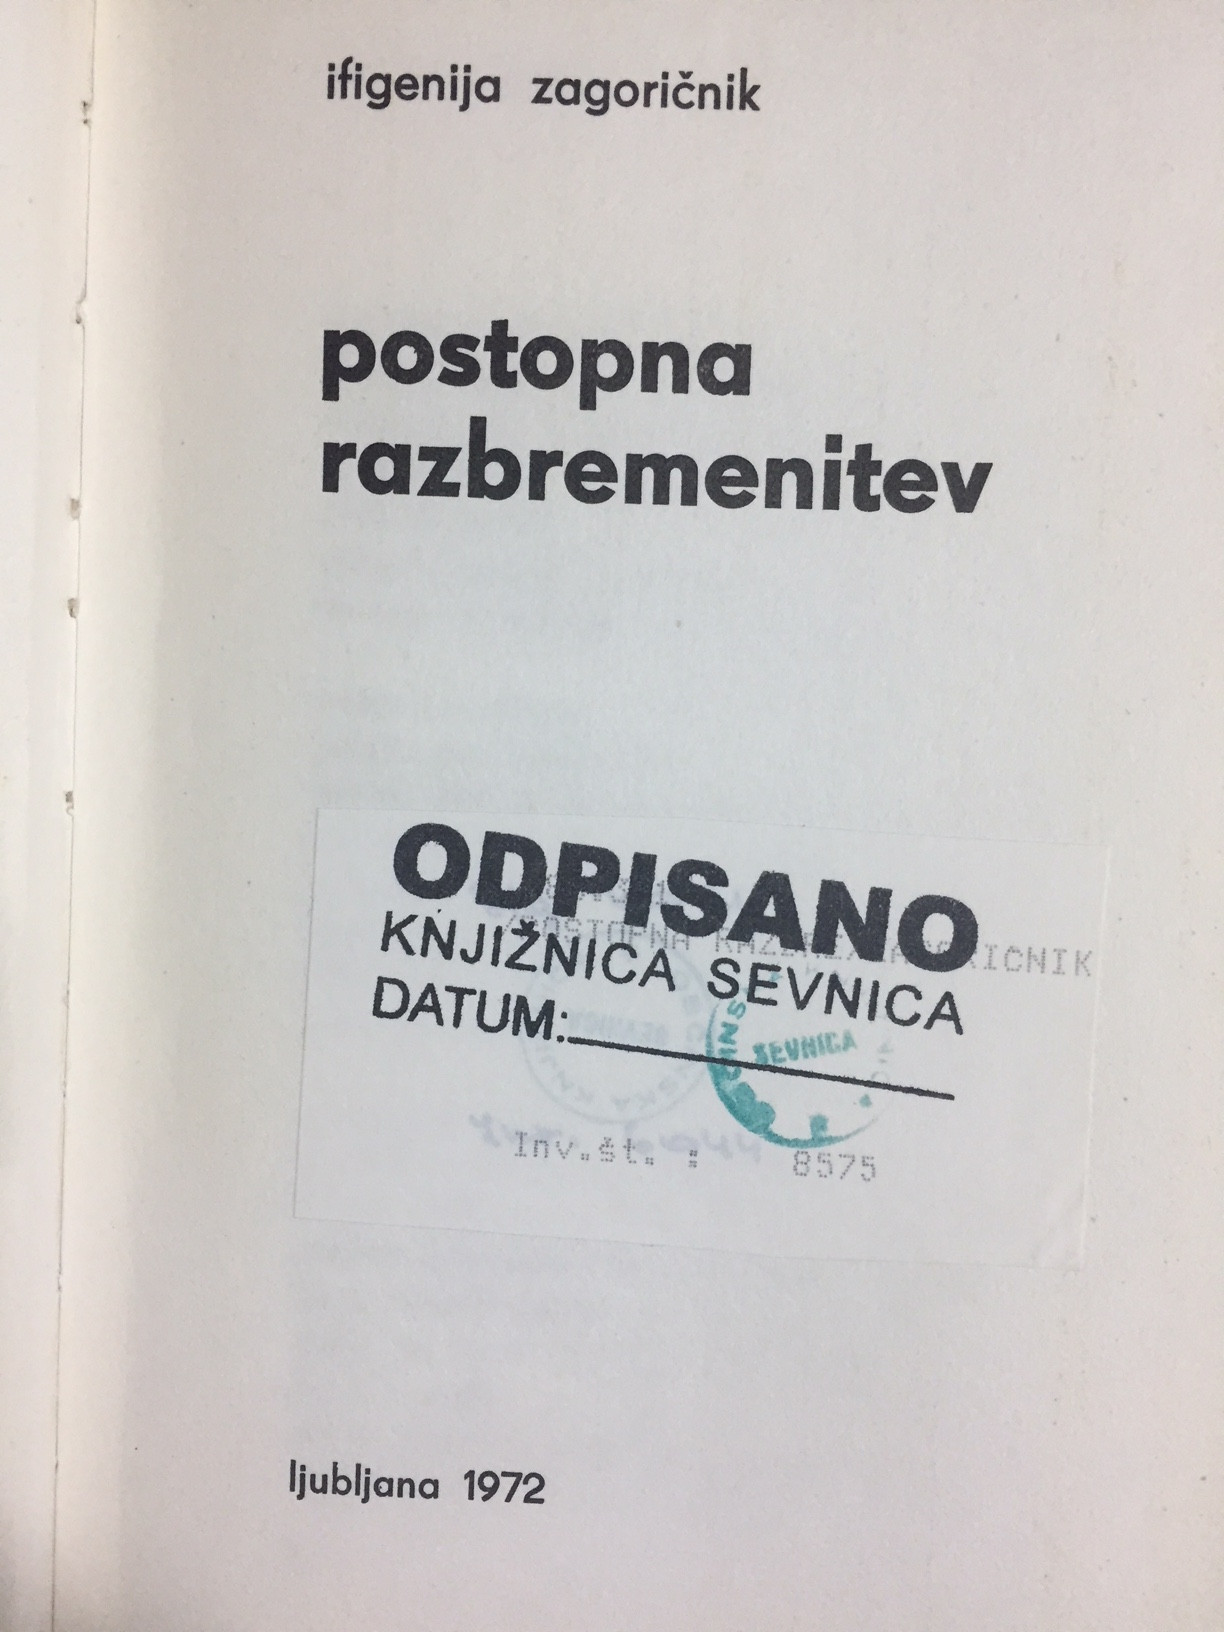 ifigenija zagoričnik
postopna
razbremenitev
ODPISANO
KNJIŽNICA SEVNICA
DATUM:
SEVNICA
Inv.št. : 8575
ljubljana 1972